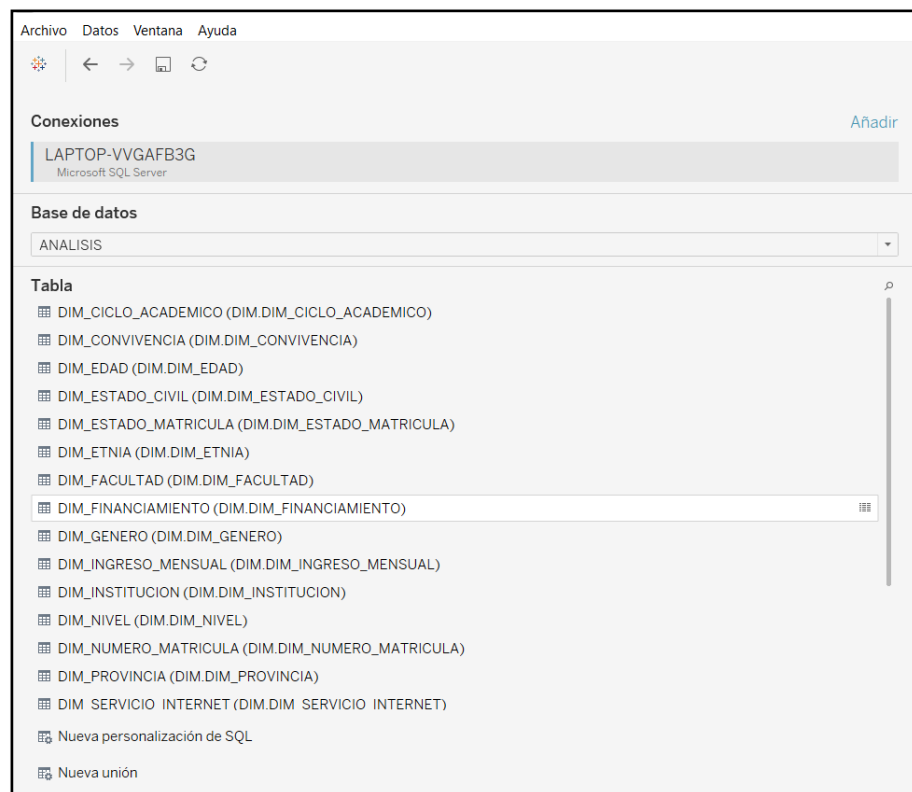 Archivo Datos Ventana Ayuda
Conexiones Añadir
LAPTOP-VVGAFB3G
Microsoft SQL Server
Base de datos
ANALISIS
Tabla
DIM_CICLO_ACADEMICO (DIM.DIM_CICLO_ACADEMICO)
DIM_CONVIVENCIA (DIM.DIM_CONVIVENCIA)
DIM_EDAD (DIM.DIM_EDAD)
DIM_ESTADO_CIVIL (DIM.DIM_ESTADO_CIVIL)
DIM_ESTADO_MATRICULA (DIM.DIM_ESTADO_MATRICULA)
DIM_ETNIA (DIM.DIM_ETNIA)
DIM_FACULTAD (DIM.DIM_FACULTAD)
DIM_FINANCIAMIENTO (DIM.DIM_FINANCIAMIENTO)
DIM_GENERO (DIM.DIM_GENERO)
DIM_INGRESO_MENSUAL (DIM.DIM_INGRESO_MENSUAL)
DIM_INSTITUCION (DIM.DIM_INSTITUCION)
DIM_NIVEL (DIM.DIM_NIVEL)
DIM_NUMERO_MATRICULA (DIM.DIM_NUMERO_MATRICULA)
DIM_PROVINCIA (DIM.DIM_PROVINCIA)
DIM_SERVICIO_INTERNET (DIM.DIM_SERVICIO_INTERNET)
Nueva personalización de SQL
Nueva unión